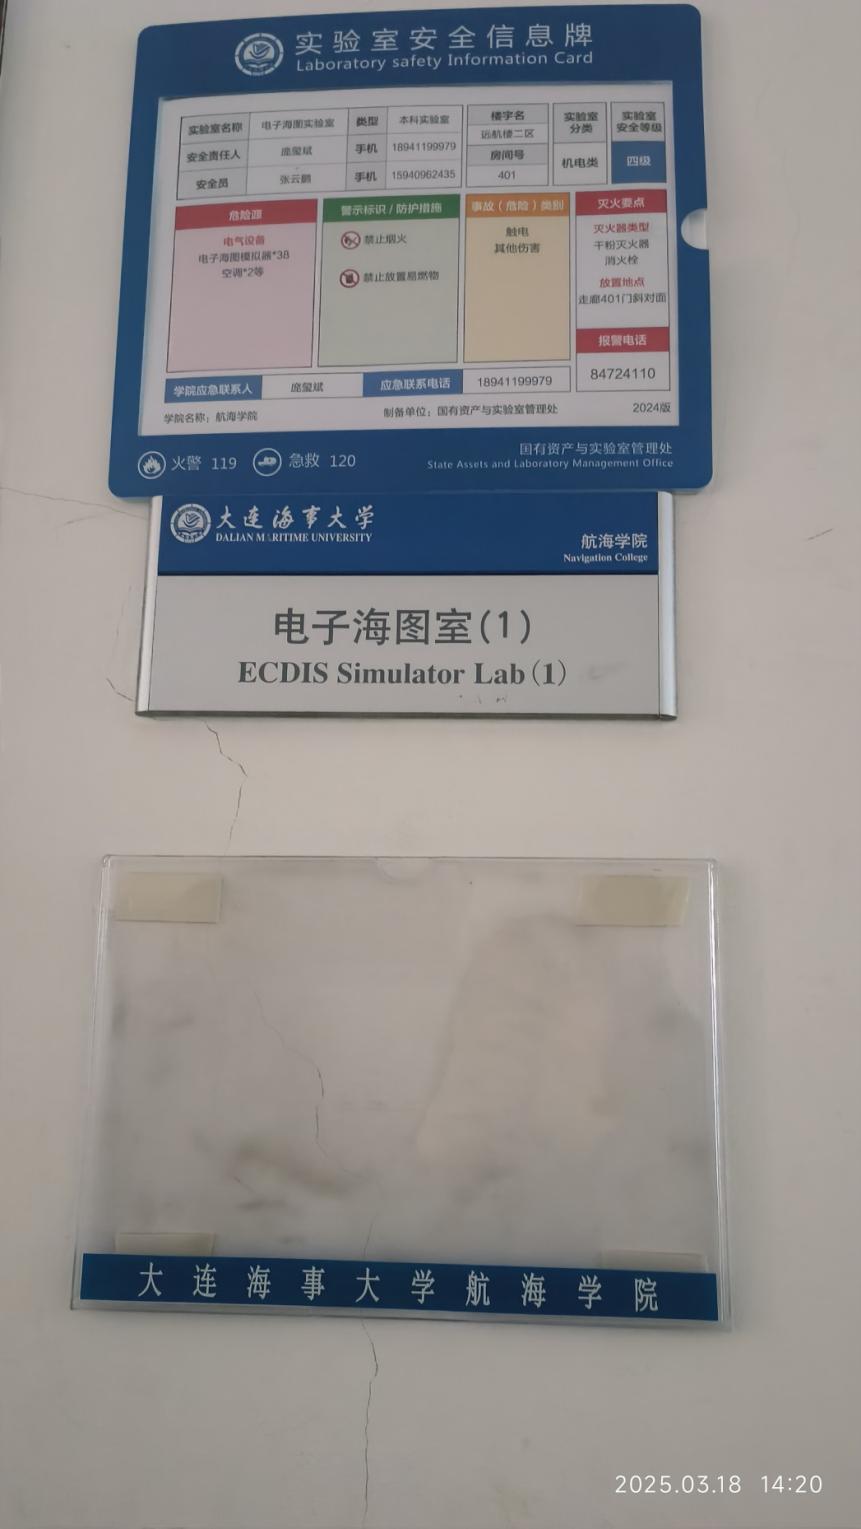 实验室安全信息牌
Laboratory safety Information Card
实验室名称 电子海图实验室 类型 本科实验室 楼宇名 实验室分类 实验室安全等级
安全责任人 庞玺斌 手机 18941199979 远航楼二区 机电类 四级
安全员 张云鹏 手机 15940962435 房间号 401
危险源 警示标识/防护措施 事故(危险)类别 灭火要点
电气设备 禁止烟火 触电 灭火器类型
电子海图模拟器*38 其他伤害 干粉灭火器
空调*2等 禁止放置易燃物 消火栓
放置地点
走廊401门斜对面
报警电话
84724110
学院应急联系人 庞玺斌 应急联系电话 18941199979
学院名称：航海学院 制备单位：国有资产与实验室管理处 2024版
火警 119 急救 120 国有资产与实验室管理处
State Assets and Laboratory Management Office
大连海事大学
DALIAN MARITIME UNIVERSITY
航海学院
Navigation College
电子海图室(1)
ECDIS Simulator Lab(1)
大连海事大学航海学院
2025.03.18 14:20